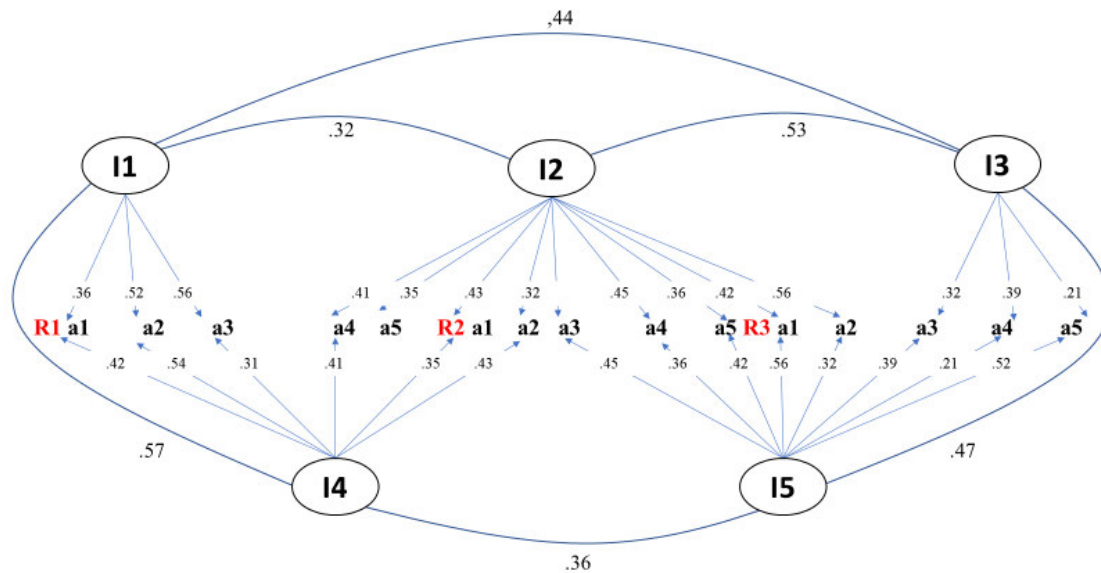 ,44
.32 .53
I1 I2 I3
.36 .52 .56 .41 .35 .43 .32 .45 .36 .42 .56 .32 .39 .21
R1 a1 a2 a3 a4 a5 R2 a1 a2 a3 a4 a5 R3 a1 a2 a3 a4 a5
.42 .54 .31 .41 .35 .43 .45 .36 .42 .56 .32 .39 .21 .52
.57 .47
I4 I5
.36